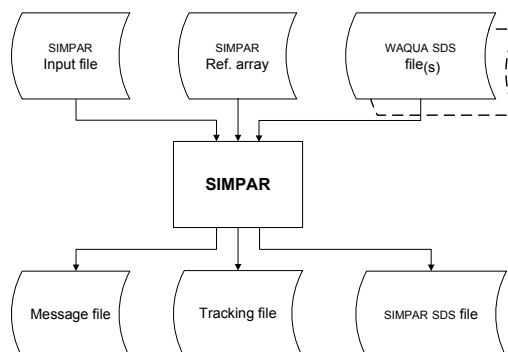 SIMPAR
Input file
SIMPAR
Ref. array
WAQUA SDS
file(s)
SIMPAR
Message file
Tracking file
SIMPAR SDS file